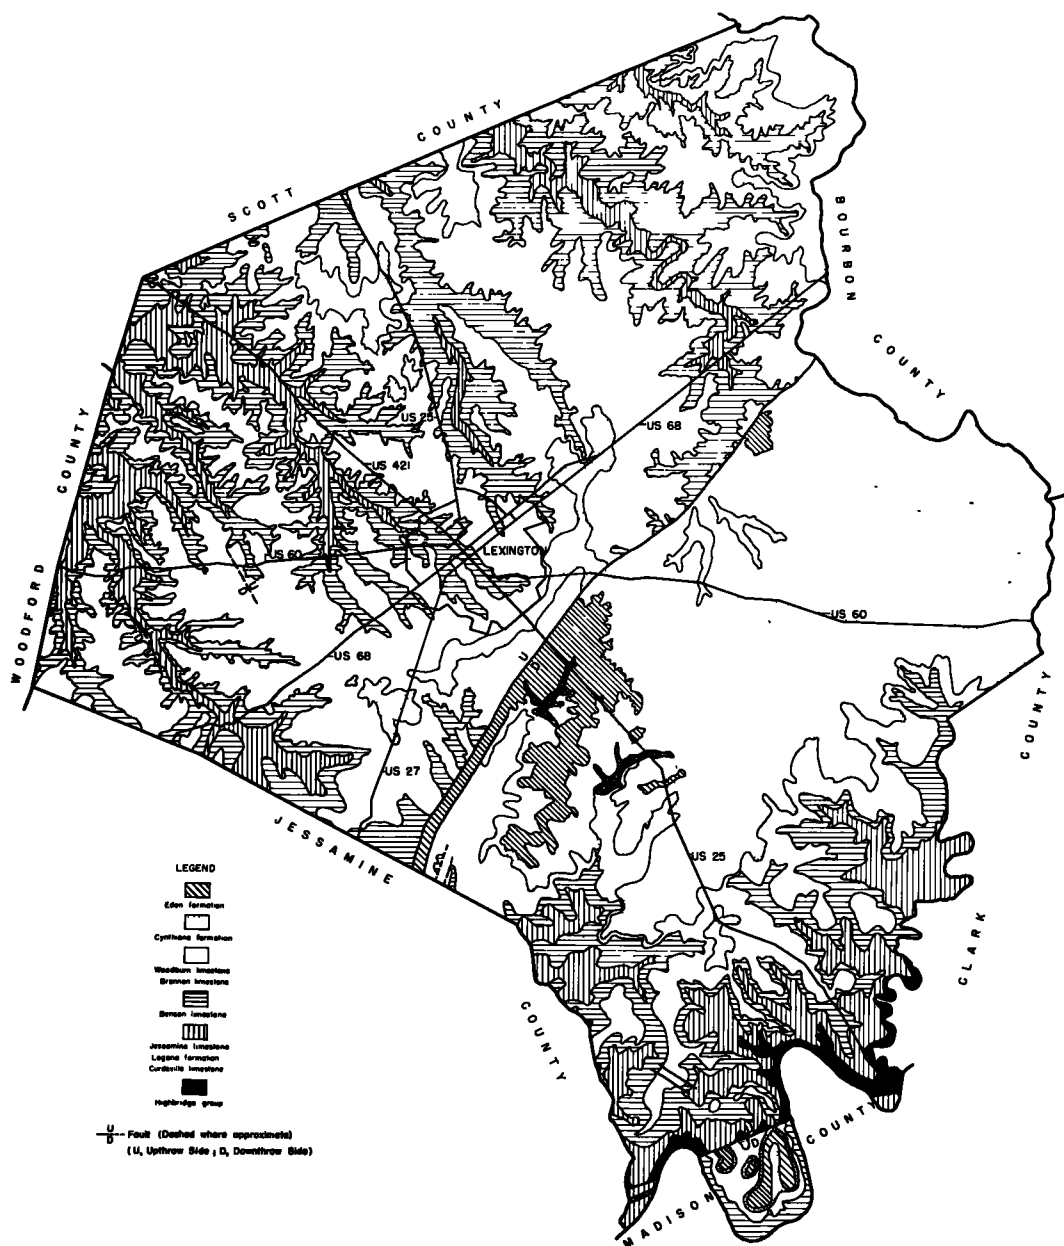 SCOTT COUNTY
BOURBON COUNTY
WOODFORD COUNTY
US 25
US 68
US 421
US 60
LEXINGTON
US 60
US 68
US 27
U
D
U
D
US 25
JESSAMINE COUNTY
CLARK COUNTY
MADISON COUNTY
U
D
LEGEND
Eden formation
Cynthiana formation
Woodburn limestone
Brannon limestone
Benson limestone
Jessamine limestone
Logana formation
Curdsville limestone
Highbridge group
U
D
Fault (Dashed where approximate)
(U, Upthrow Side; D, Downthrow Side)